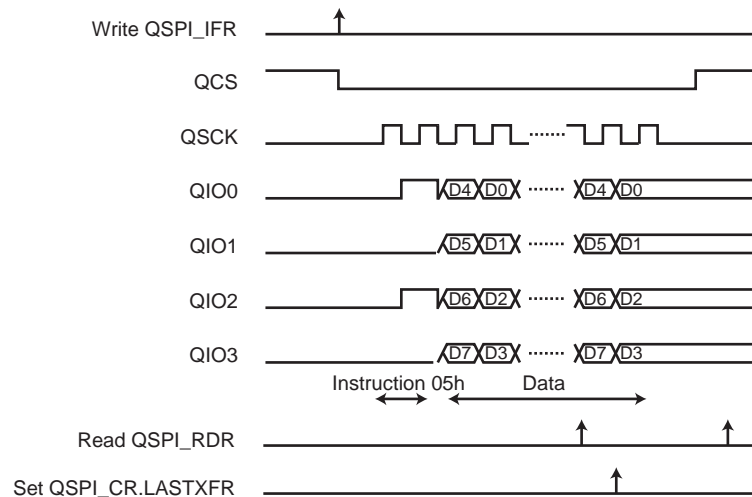 Write QSPI_IFR
QCS
QSCK
QIO0 D4 D0 D4 D0
QIO1 D5 D1 D5 D1
QIO2 D6 D2 D6 D2
QIO3 D7 D3 D7 D3
Instruction 05h Data
Read QSPI_RDR
Set QSPI_CR.LASTXFR